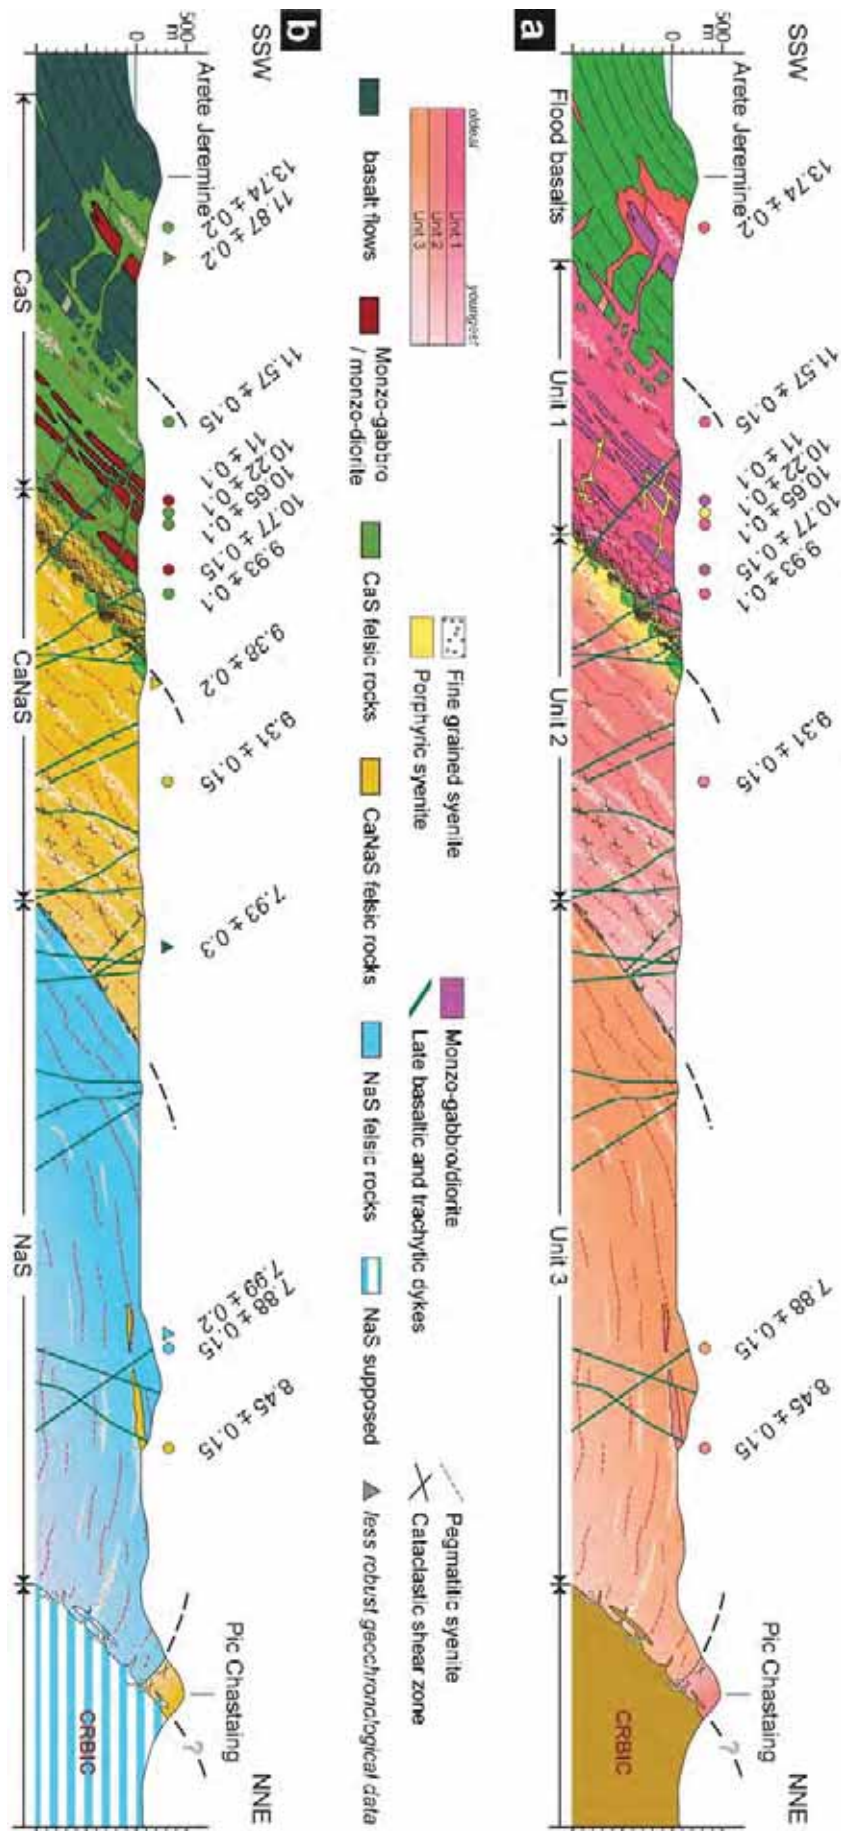 a
SSW
NNE
500
m
0
Arete Jeremine
Pic Chastaing
13.74 ± 0.2
11.57 ± 0.15
11 ± 0.1
10.22 ± 0.1
10.65 ± 0.1
10.77 ± 0.15
9.93 ± 0.1
9.31 ± 0.15
7.88 ± 0.15
8.45 ± 0.15
?
CRBIC
Flood basalts
Unit 1
Unit 2
Unit 3
oldest
youngest
Unit 1
Unit 2
Unit 3
Fine grained syenite
Porphyric syenite
Monzo-gabbro/diorite
Late basaltic and trachytic dykes
Pegmatitic syenite
Cataclastic shear zone
basalt flows
Monzo-gabbro
/ monzo-diorite
CaS felsic rocks
CaNaS felsic rocks
NaS felsic rocks
NaS supposed
less robust geochronological data
b
SSW
NNE
500
m
0
Arete Jeremine
Pic Chastaing
13.74 ± 0.2
11.87 ± 0.2
11.57 ± 0.15
11 ± 0.1
10.22 ± 0.1
10.65 ± 0.1
10.77 ± 0.15
9.93 ± 0.1
9.38 ± 0.2
9.31 ± 0.15
7.93 ± 0.3
7.99 ± 0.2
7.88 ± 0.15
8.45 ± 0.15
?
CRBIC
CaS
CaNaS
NaS